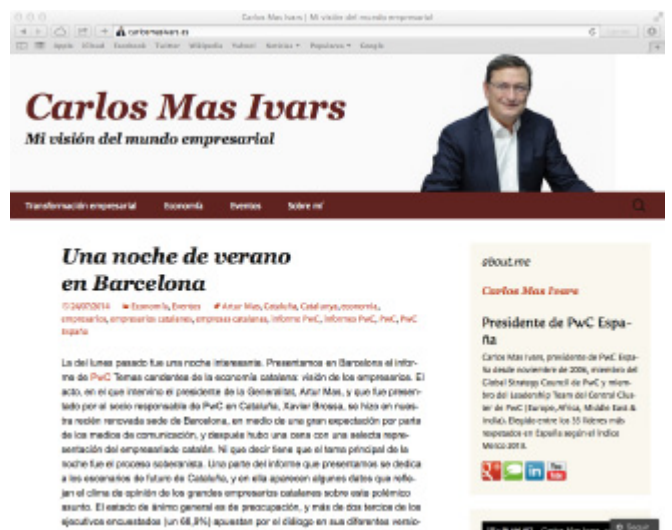 Carlos Mas Ivars | Mi visión del mundo empresarial
carlosmasivars.es
Apple iCloud Facebook Twitter Wikipedia Yahoo! Noticias Populares Google
Carlos Mas Ivars
Mi visión del mundo empresarial
Transformación empresarial Economía Eventos Sobre mí
Una noche de verano
en Barcelona
24/07/2014 Economía, Eventos Artur Mas, Cataluña, Catalunya, economía,
empresarios, empresarios catalanes, empresas catalanas, Informe PwC, Informes PwC, PwC, PwC
España
La del lunes pasado fue una noche interesante. Presentamos en Barcelona el infor-
me de PwC Temas candentes de la economía catalana: visión de los empresarios. El
acto, en el que intervino el presidente de la Generalitat, Artur Mas, y que fue presen-
tado por el socio responsable de PwC en Cataluña, Xavier Brossa, se hizo en nues-
tra recién renovada sede de Barcelona, en medio de una gran expectación por parte
de los medios de comunicación, y después hubo una cena con una selecta repre-
sentación del empresariado catalán. Ni que decir tiene que el tema principal de la
noche fue el proceso soberanista. Una parte del informe que presentamos se dedica
a los escenarios de futuro de Cataluña, y en ella aparecen algunos datos que refle-
jan el clima de opinión de los grandes empresarios catalanes sobre este polémico
asunto. El estado de ánimo general es de preocupación, y más de dos tercios de los
ejecutivos encuestados (un 68,9%) apuestan por el diálogo en sus diferentes versio-
about.me
Carlos Mas Ivars
Presidente de PwC Espa-
ña
Carlos Mas Ivars, presidente de PwC Espa-
ña desde noviembre de 2006, miembro del
Global Strategy Council de PwC y miem-
bro del Leadership Team del Central Clus-
ter de PwC (Europe, Africa, Middle East &
India). Elegido entre los 55 líderes más
respetados en España según el índice
Merco 2013.
g+ in You Tube
Seguir